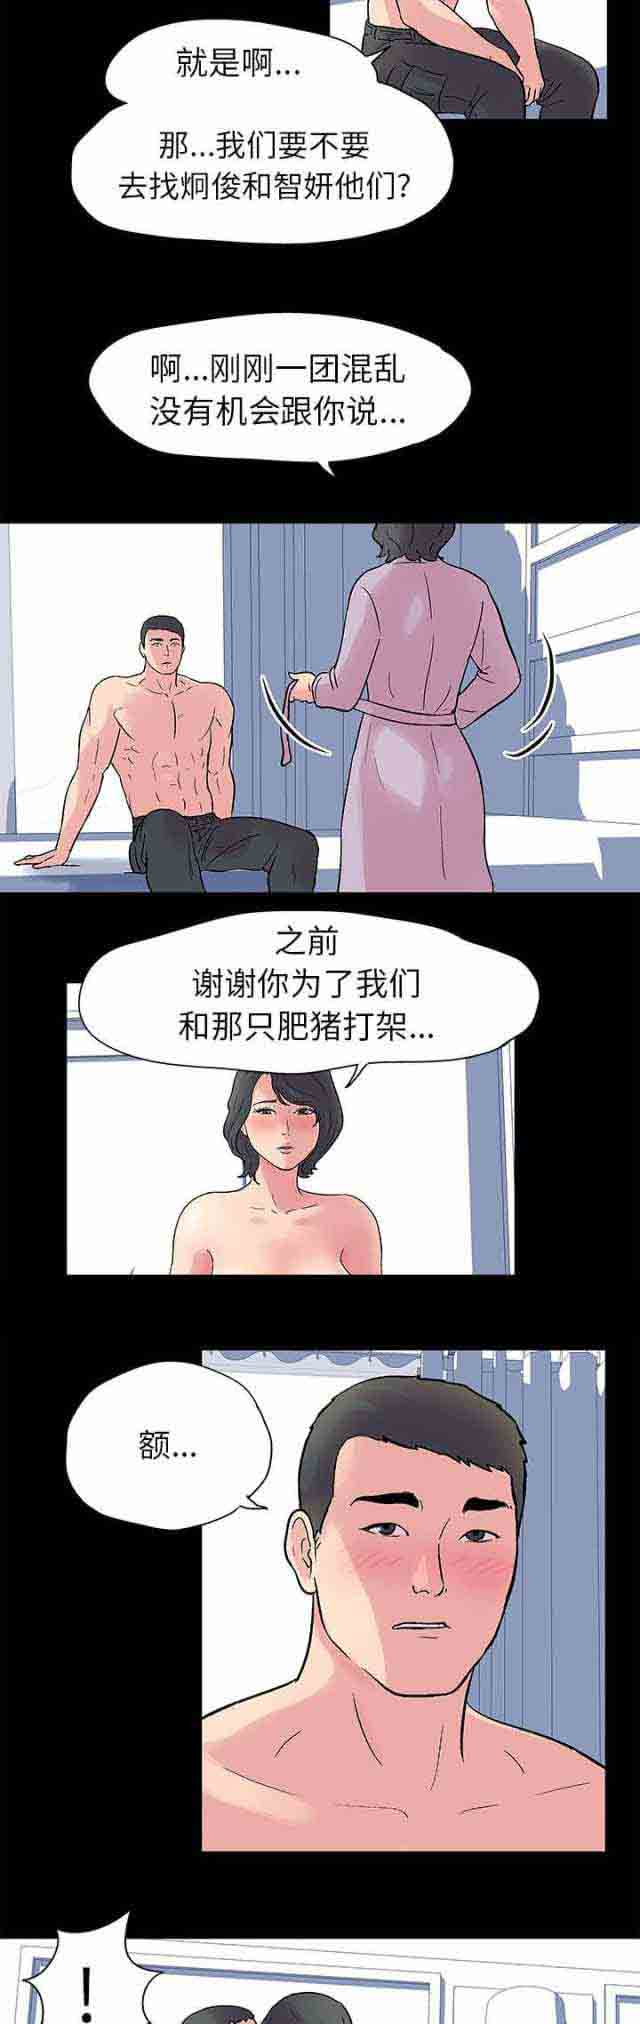 就是啊...
那...我们要不要
去找炯俊和智妍他们?
啊...刚刚一团混乱
没有机会跟你说...
之前
谢谢你为了我们
和那只肥猪打架...
额...
!